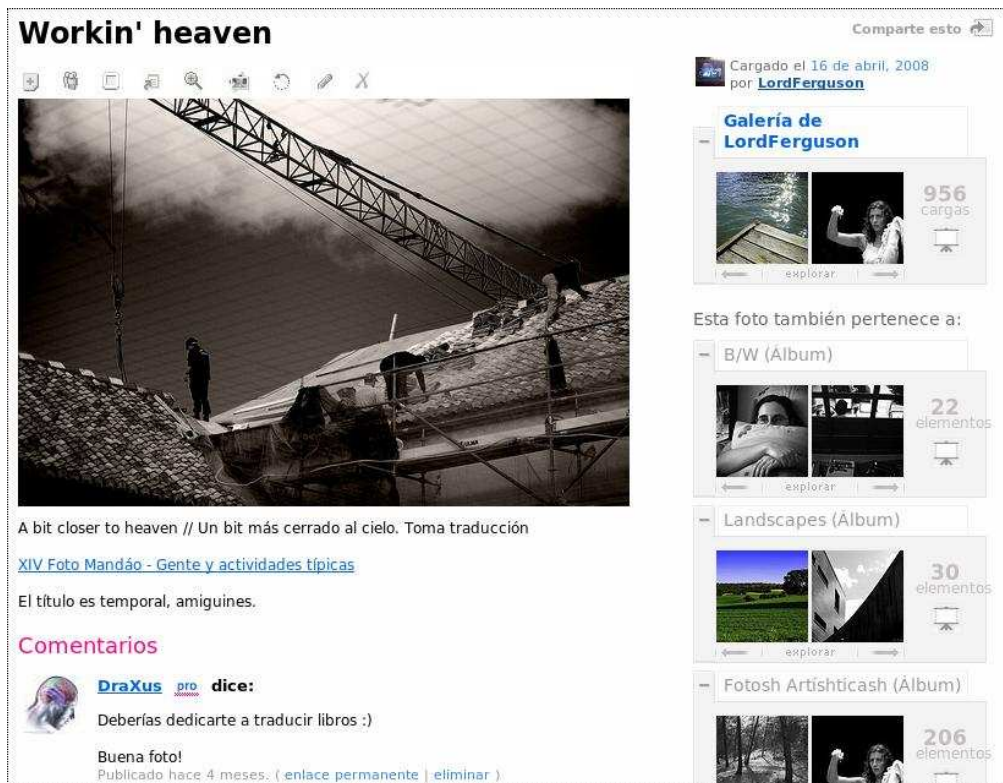 Workin' heaven
Comparte esto
Cargado el 16 de abril, 2008
por LordFerguson
Galería de
LordFerguson
956
cargas
explorar
Esta foto también pertenece a:
B/W (Álbum)
22
elementos
explorar
Landscapes (Álbum)
30
elementos
explorar
Fotosh Artíshticash (Álbum)
206
elementos
A bit closer to heaven // Un bit más cerrado al cielo. Toma traducción
XIV Foto Mandáo - Gente y actividades típicas
El título es temporal, amiguines.
Comentarios
DraXus pro dice:
Deberías dedicarte a traducir libros :)
Buena foto!
Publicado hace 4 meses. ( enlace permanente | eliminar )